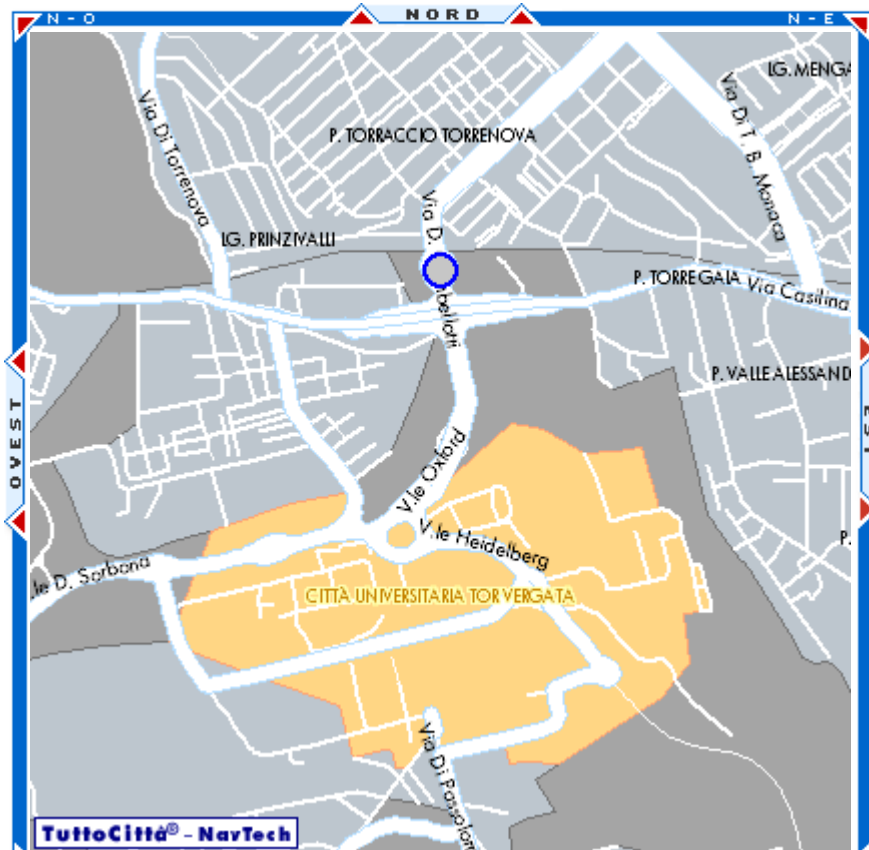 N-O
NORD
N-E
LG. MENGA
Via Di Torrenova
P. TORRACCIO TORRENOVA
Via Di T. B. Monaca
Via D.
LG. PRINZIVALLI
P. TORREGAIA
Via Casilina
bellotti
P. VALLE ALESSAND
OVEST
EST
V.le Oxford
V.le Heidelberg
P.
.le D. Sorbona
CITTÀ UNIVERSITARIA TOR VERGATA
Via Di Passolom
TuttoCittà® - NavTech